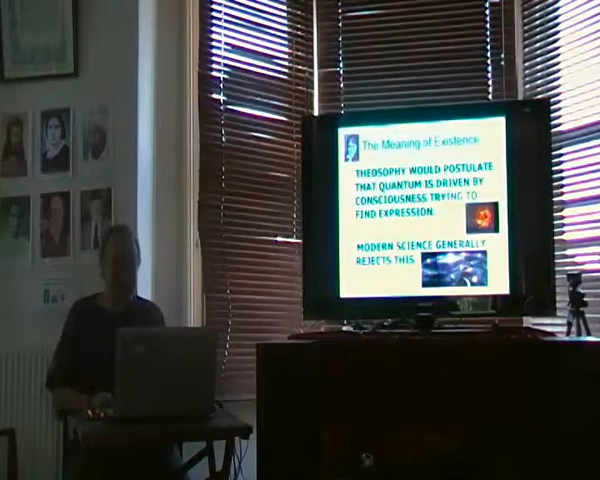 The Meaning of Existence
THEOSOPHY WOULD POSTULATE
THAT QUANTUM IS DRIVEN BY
CONSCIOUSNESS TRYING TO
FIND EXPRESSION.
MODERN SCIENCE GENERALLY
REJECTS THIS